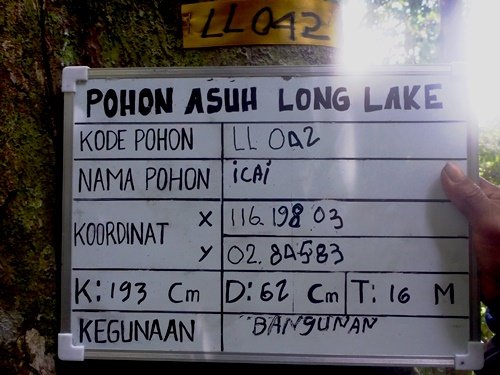 LL 042
POHON ASUH LONG LAKE
KODE POHON LL 042
NAMA POHON iCAi
KOORDINAT X 116.198 03
Y 02.84583
K: 193 Cm D: 62 Cm T: 16 M
KEGUNAAN BANGUNAN